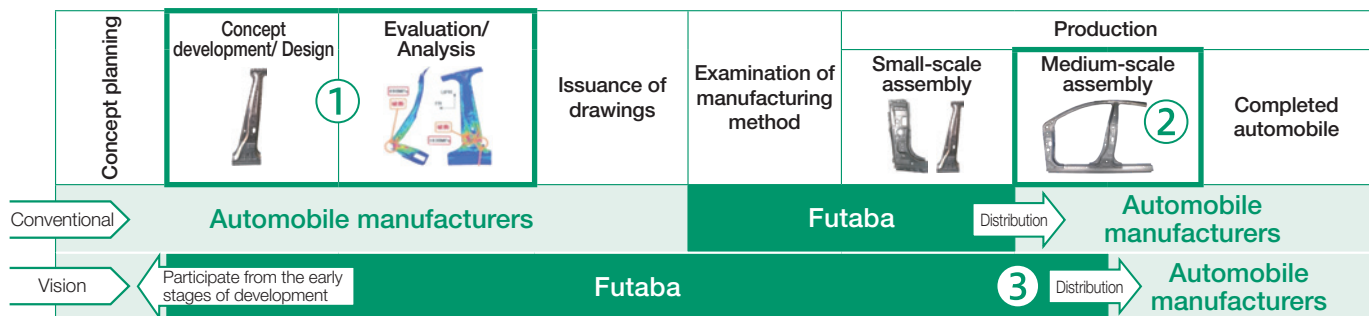 Concept planning
Concept
development/ Design
①
Evaluation/
Analysis
Issuance of
drawings
Examination of
manufacturing
method
Production
Small-scale
assembly
Medium-scale
assembly
②
Completed
automobile
Conventional
Automobile manufacturers
Futaba
Distribution
Automobile
manufacturers
Vision
Participate from the early
stages of development
Futaba
③
Distribution
Automobile
manufacturers